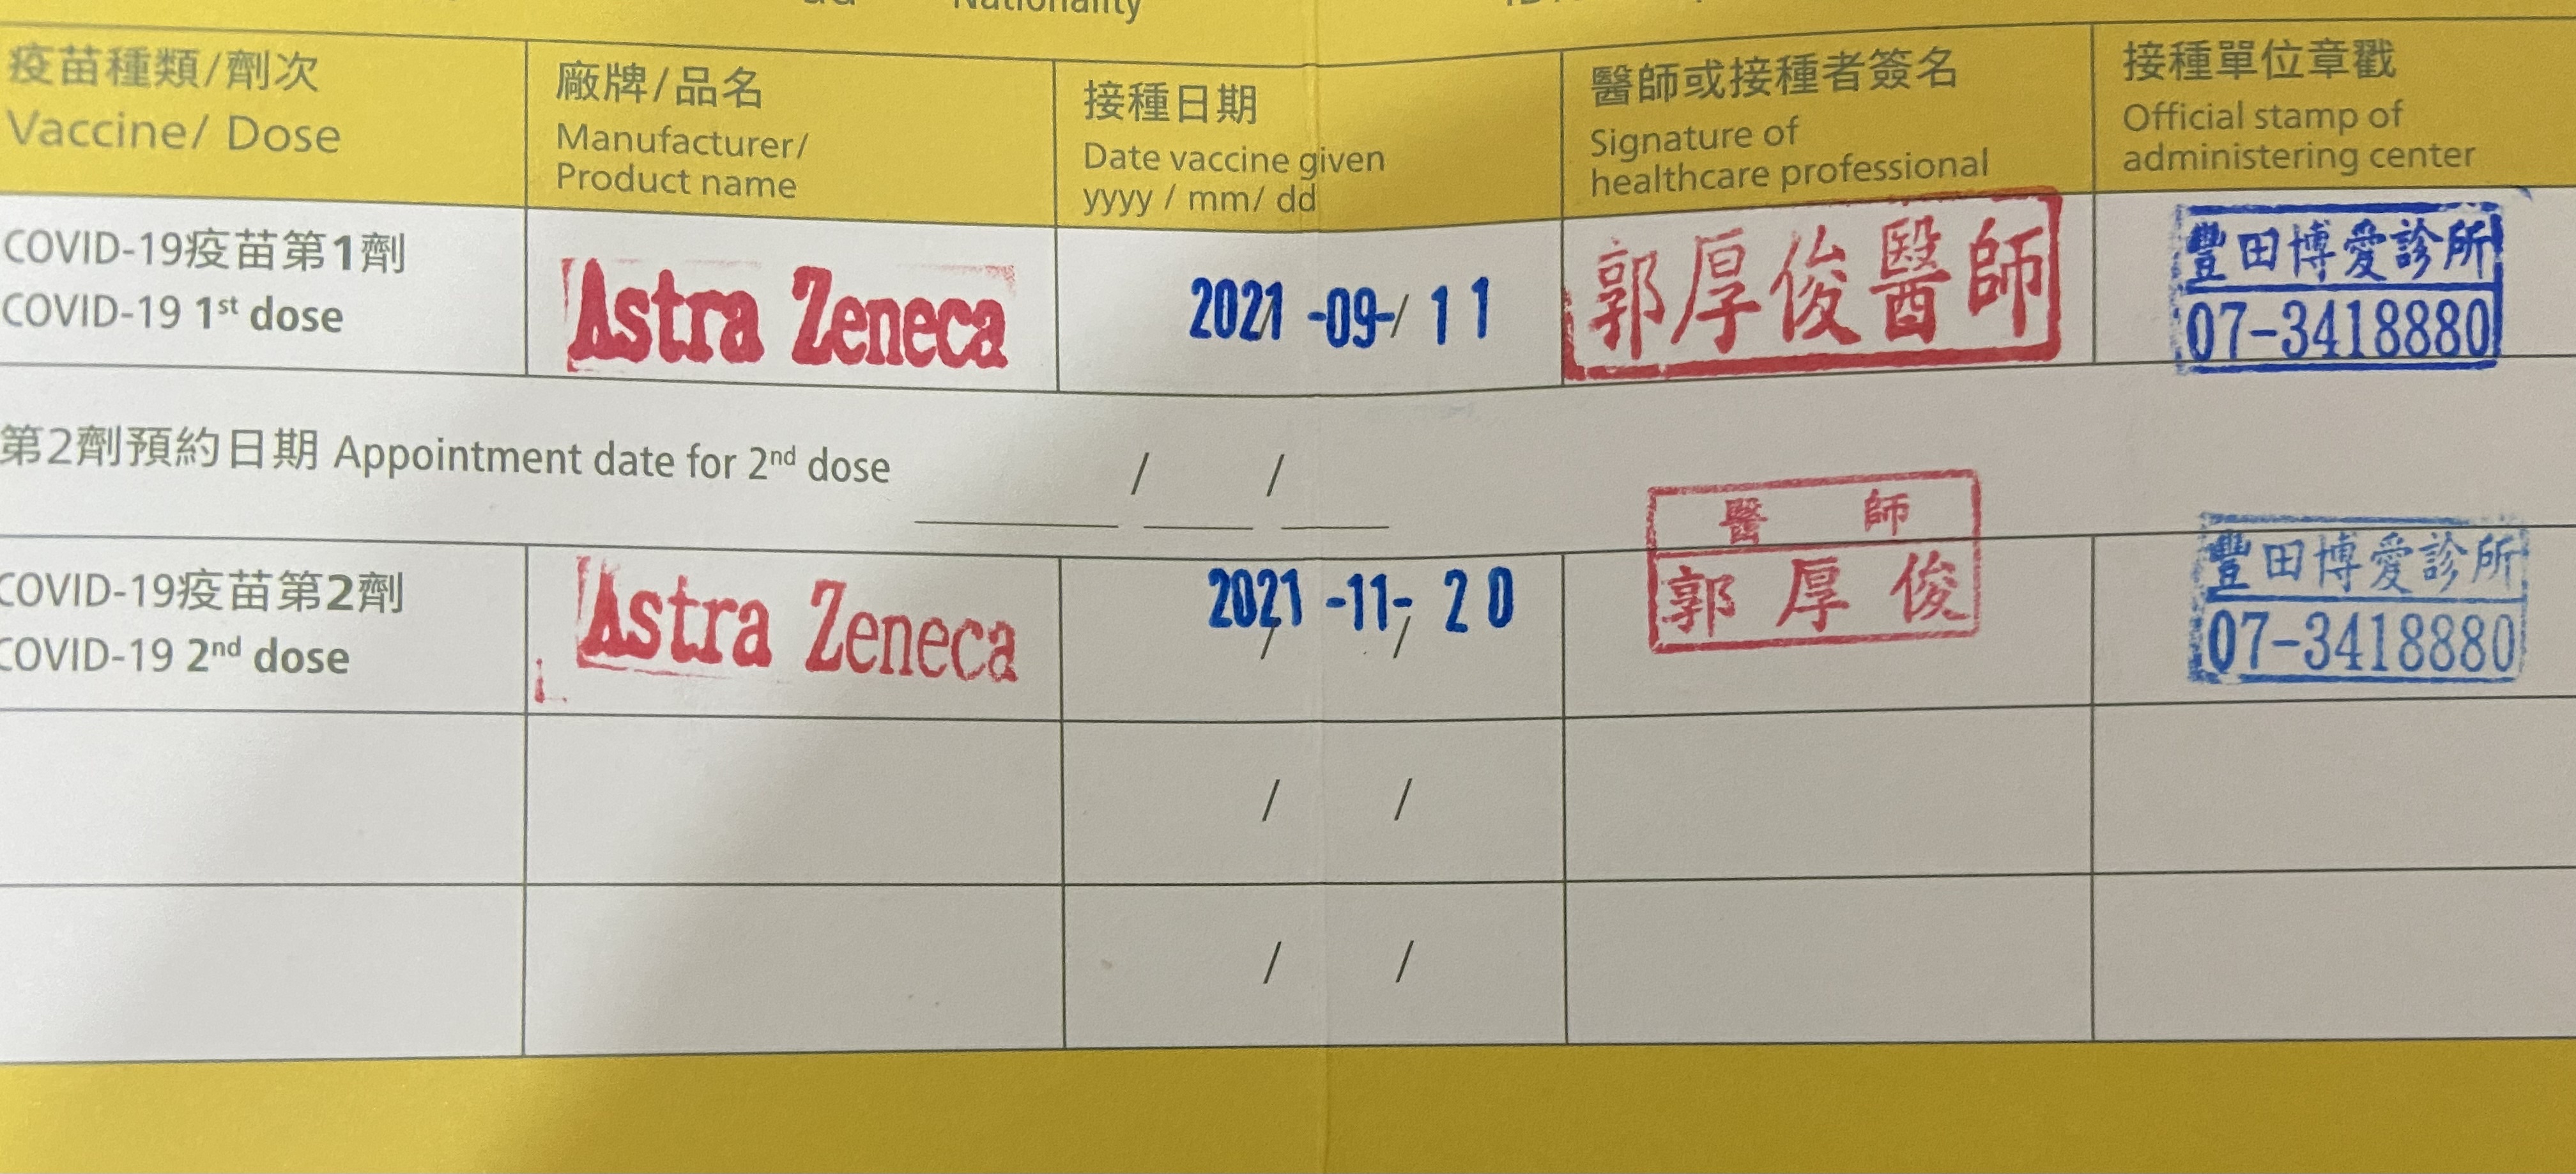 Nationality
疫苗種類/劑次
Vaccine/ Dose
廠牌/品名
Manufacturer/
Product name
接種日期
Date vaccine given
yyyy / mm/ dd
醫師或接種者簽名
Signature of
healthcare professional
接種單位章戳
Official stamp of
administering center
COVID-19疫苗第1劑
COVID-19 1st dose
Astra Zeneca
2021 -09-/ 11
郭厚俊醫師
豐田博愛診所
07-3418880
第2劑預約日期 Appointment date for 2nd dose / /
COVID-19疫苗第2劑
COVID-19 2nd dose
Astra Zeneca
2021 -11- 20
/ /
醫 師
郭 厚 俊
豐田博愛診所
07-3418880
/ /
/ /